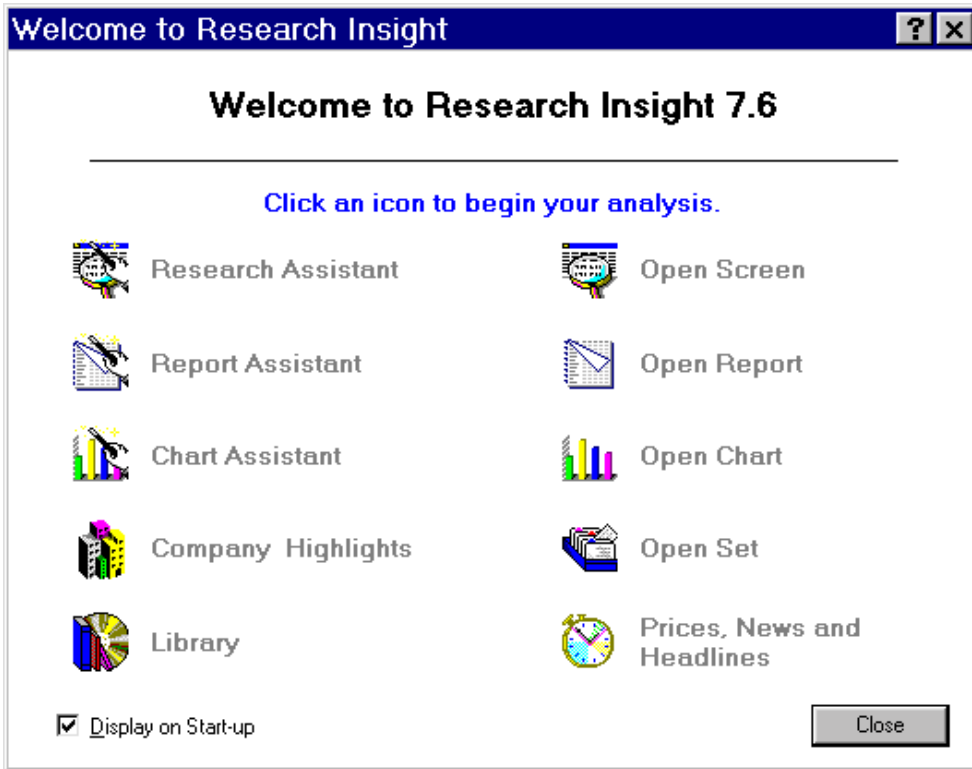 Welcome to Research Insight
Welcome to Research Insight 7.6
Click an icon to begin your analysis.
Research Assistant
Open Screen
Report Assistant
Open Report
Chart Assistant
Open Chart
Company Highlights
Open Set
Library
Prices, News and
Headlines
Display on Start-up
Close